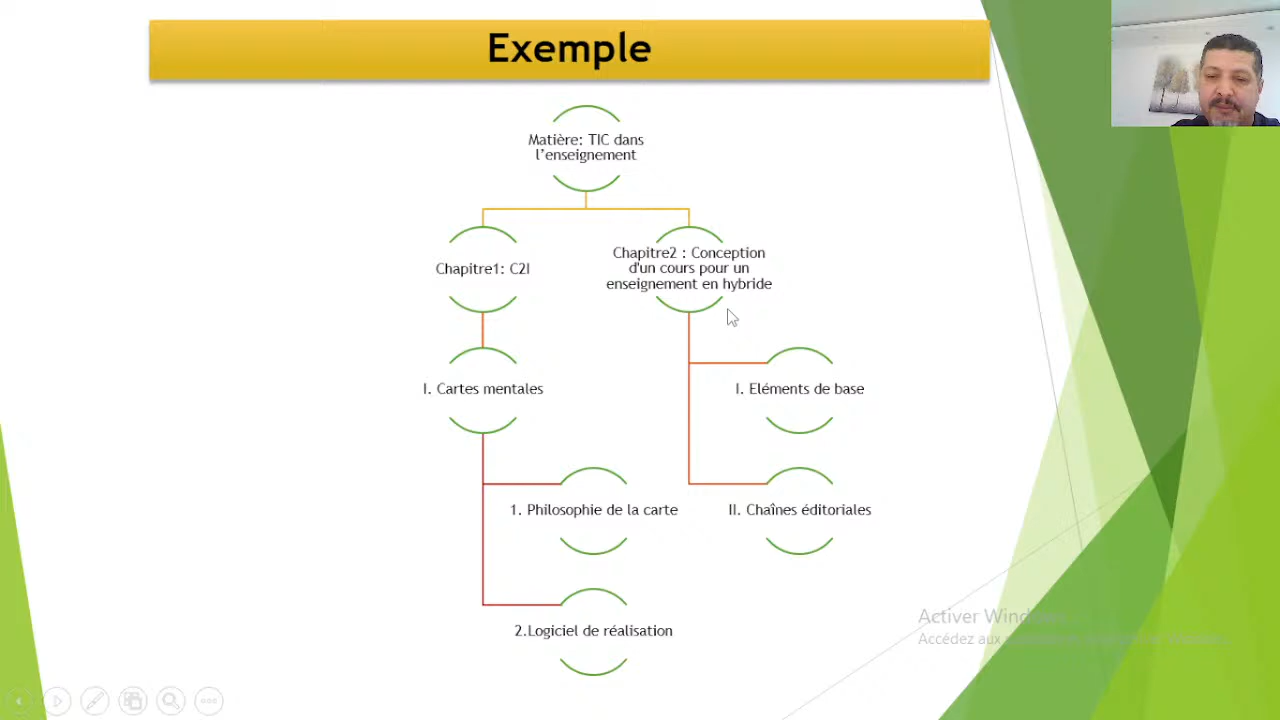 Exemple
Matière: TIC dans
l’enseignement
Chapitre1: C2I
Chapitre2 : Conception
d'un cours pour un
enseignement en hybride
I. Cartes mentales
I. Eléments de base
1. Philosophie de la carte
II. Chaînes éditoriales
2.Logiciel de réalisation
Activer Windows
Accédez aux